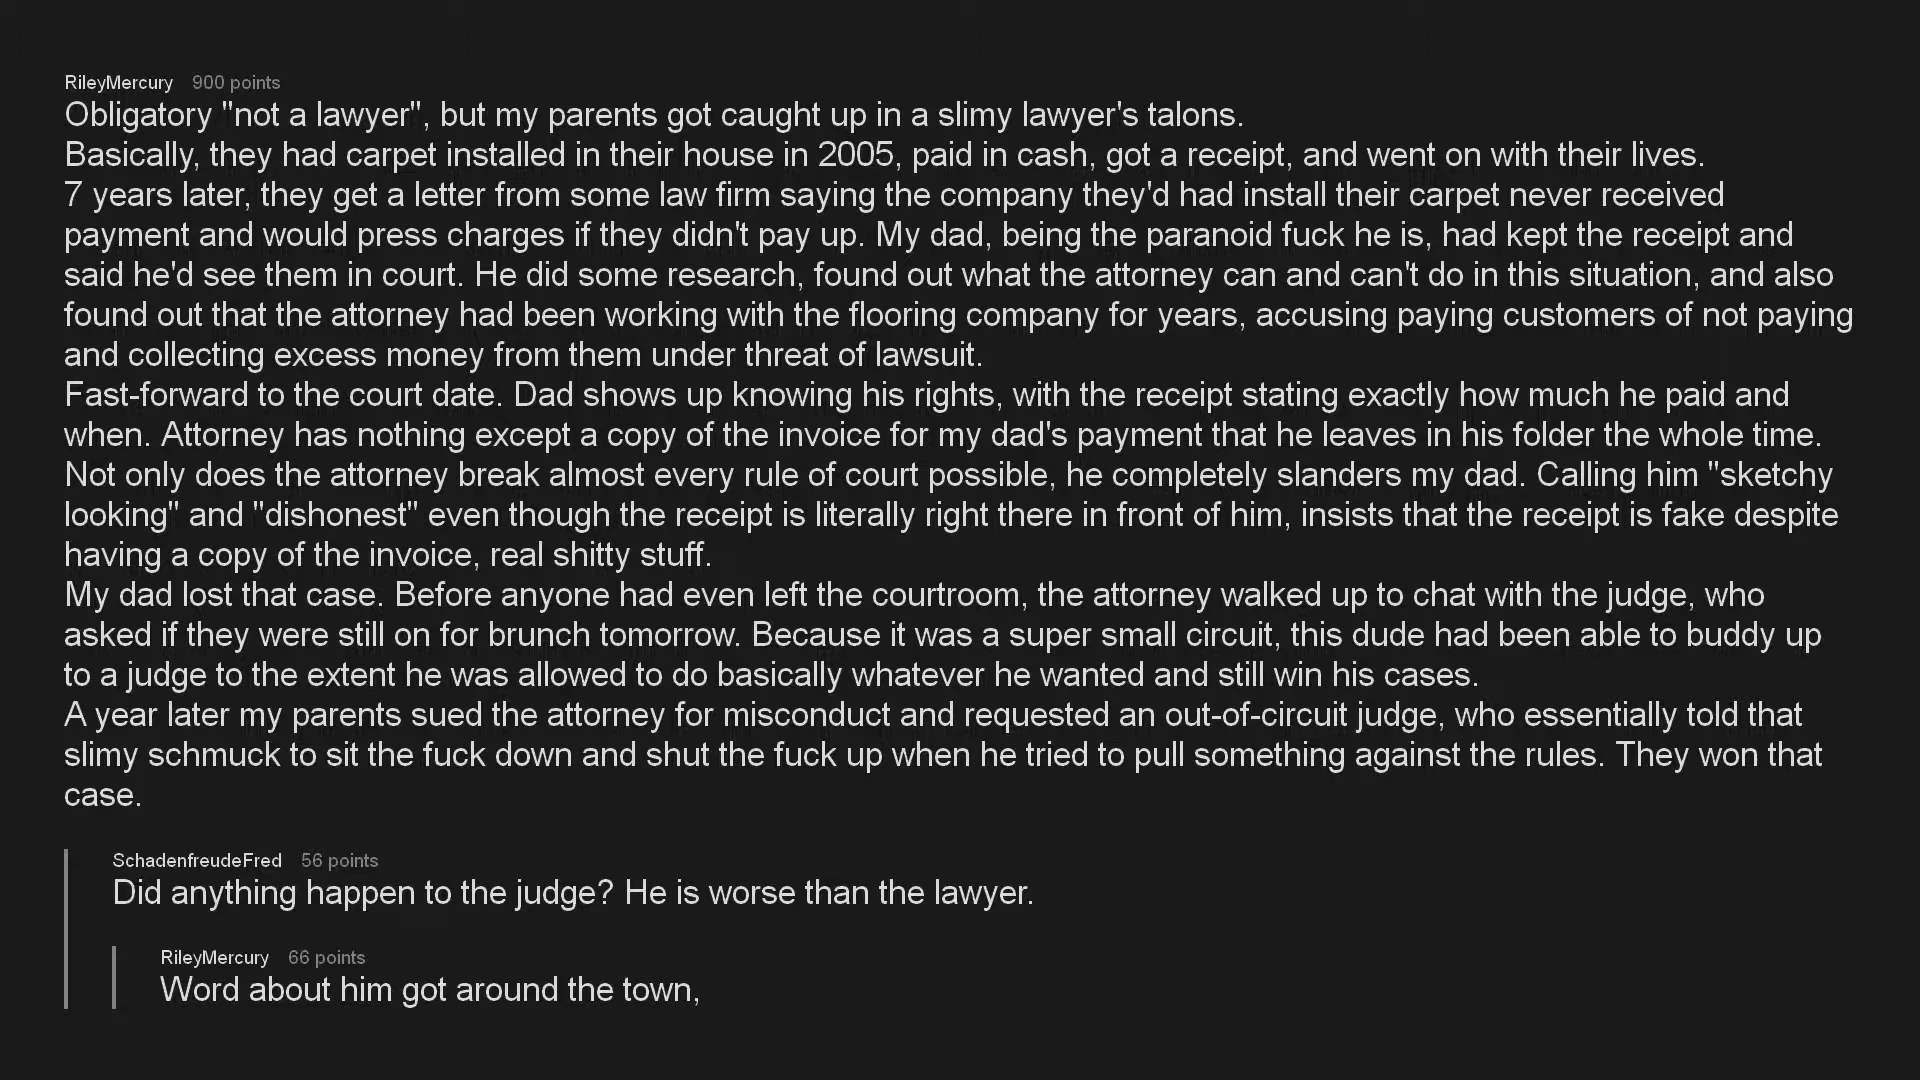 RileyMercury 900 points
Obligatory "not a lawyer", but my parents got caught up in a slimy lawyer's talons.
Basically, they had carpet installed in their house in 2005, paid in cash, got a receipt, and went on with their lives.
7 years later, they get a letter from some law firm saying the company they'd had install their carpet never received
payment and would press charges if they didn't pay up. My dad, being the paranoid fuck he is, had kept the receipt and
said he'd see them in court. He did some research, found out what the attorney can and can't do in this situation, and also
found out that the attorney had been working with the flooring company for years, accusing paying customers of not paying
and collecting excess money from them under threat of lawsuit.
Fast-forward to the court date. Dad shows up knowing his rights, with the receipt stating exactly how much he paid and
when. Attorney has nothing except a copy of the invoice for my dad's payment that he leaves in his folder the whole time.
Not only does the attorney break almost every rule of court possible, he completely slanders my dad. Calling him "sketchy
looking" and "dishonest" even though the receipt is literally right there in front of him, insists that the receipt is fake despite
having a copy of the invoice, real shitty stuff.
My dad lost that case. Before anyone had even left the courtroom, the attorney walked up to chat with the judge, who
asked if they were still on for brunch tomorrow. Because it was a super small circuit, this dude had been able to buddy up
to a judge to the extent he was allowed to do basically whatever he wanted and still win his cases.
A year later my parents sued the attorney for misconduct and requested an out-of-circuit judge, who essentially told that
slimy schmuck to sit the fuck down and shut the fuck up when he tried to pull something against the rules. They won that
case.
SchadenfreudeFred 56 points
Did anything happen to the judge? He is worse than the lawyer.
RileyMercury 66 points
Word about him got around the town,